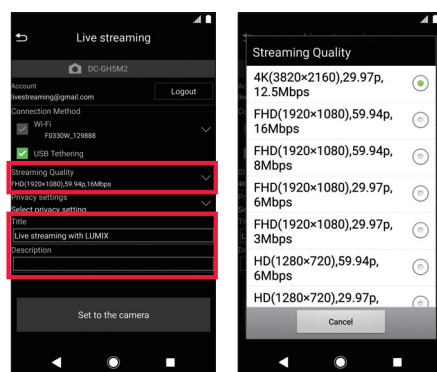 Live streaming
DC-GH5M2
Account
livestreaming@gmail.com
Logout
Connection Method
Wi-Fi
F0330W_129888
USB Tethering
Streaming Quality
FHD(1920×1080),59.94p,16Mbps
Privacy settings
Select privacy setting
Title
Live streaming with LUMIX
Description
Set to the camera
Streaming Quality
4K(3820×2160),29.97p,
12.5Mbps
FHD(1920×1080),59.94p,
16Mbps
FHD(1920×1080),59.94p,
8Mbps
FHD(1920×1080),29.97p,
6Mbps
FHD(1920×1080),29.97p,
3Mbps
HD(1280×720),59.94p,
6Mbps
HD(1280×720),29.97p,
Cancel